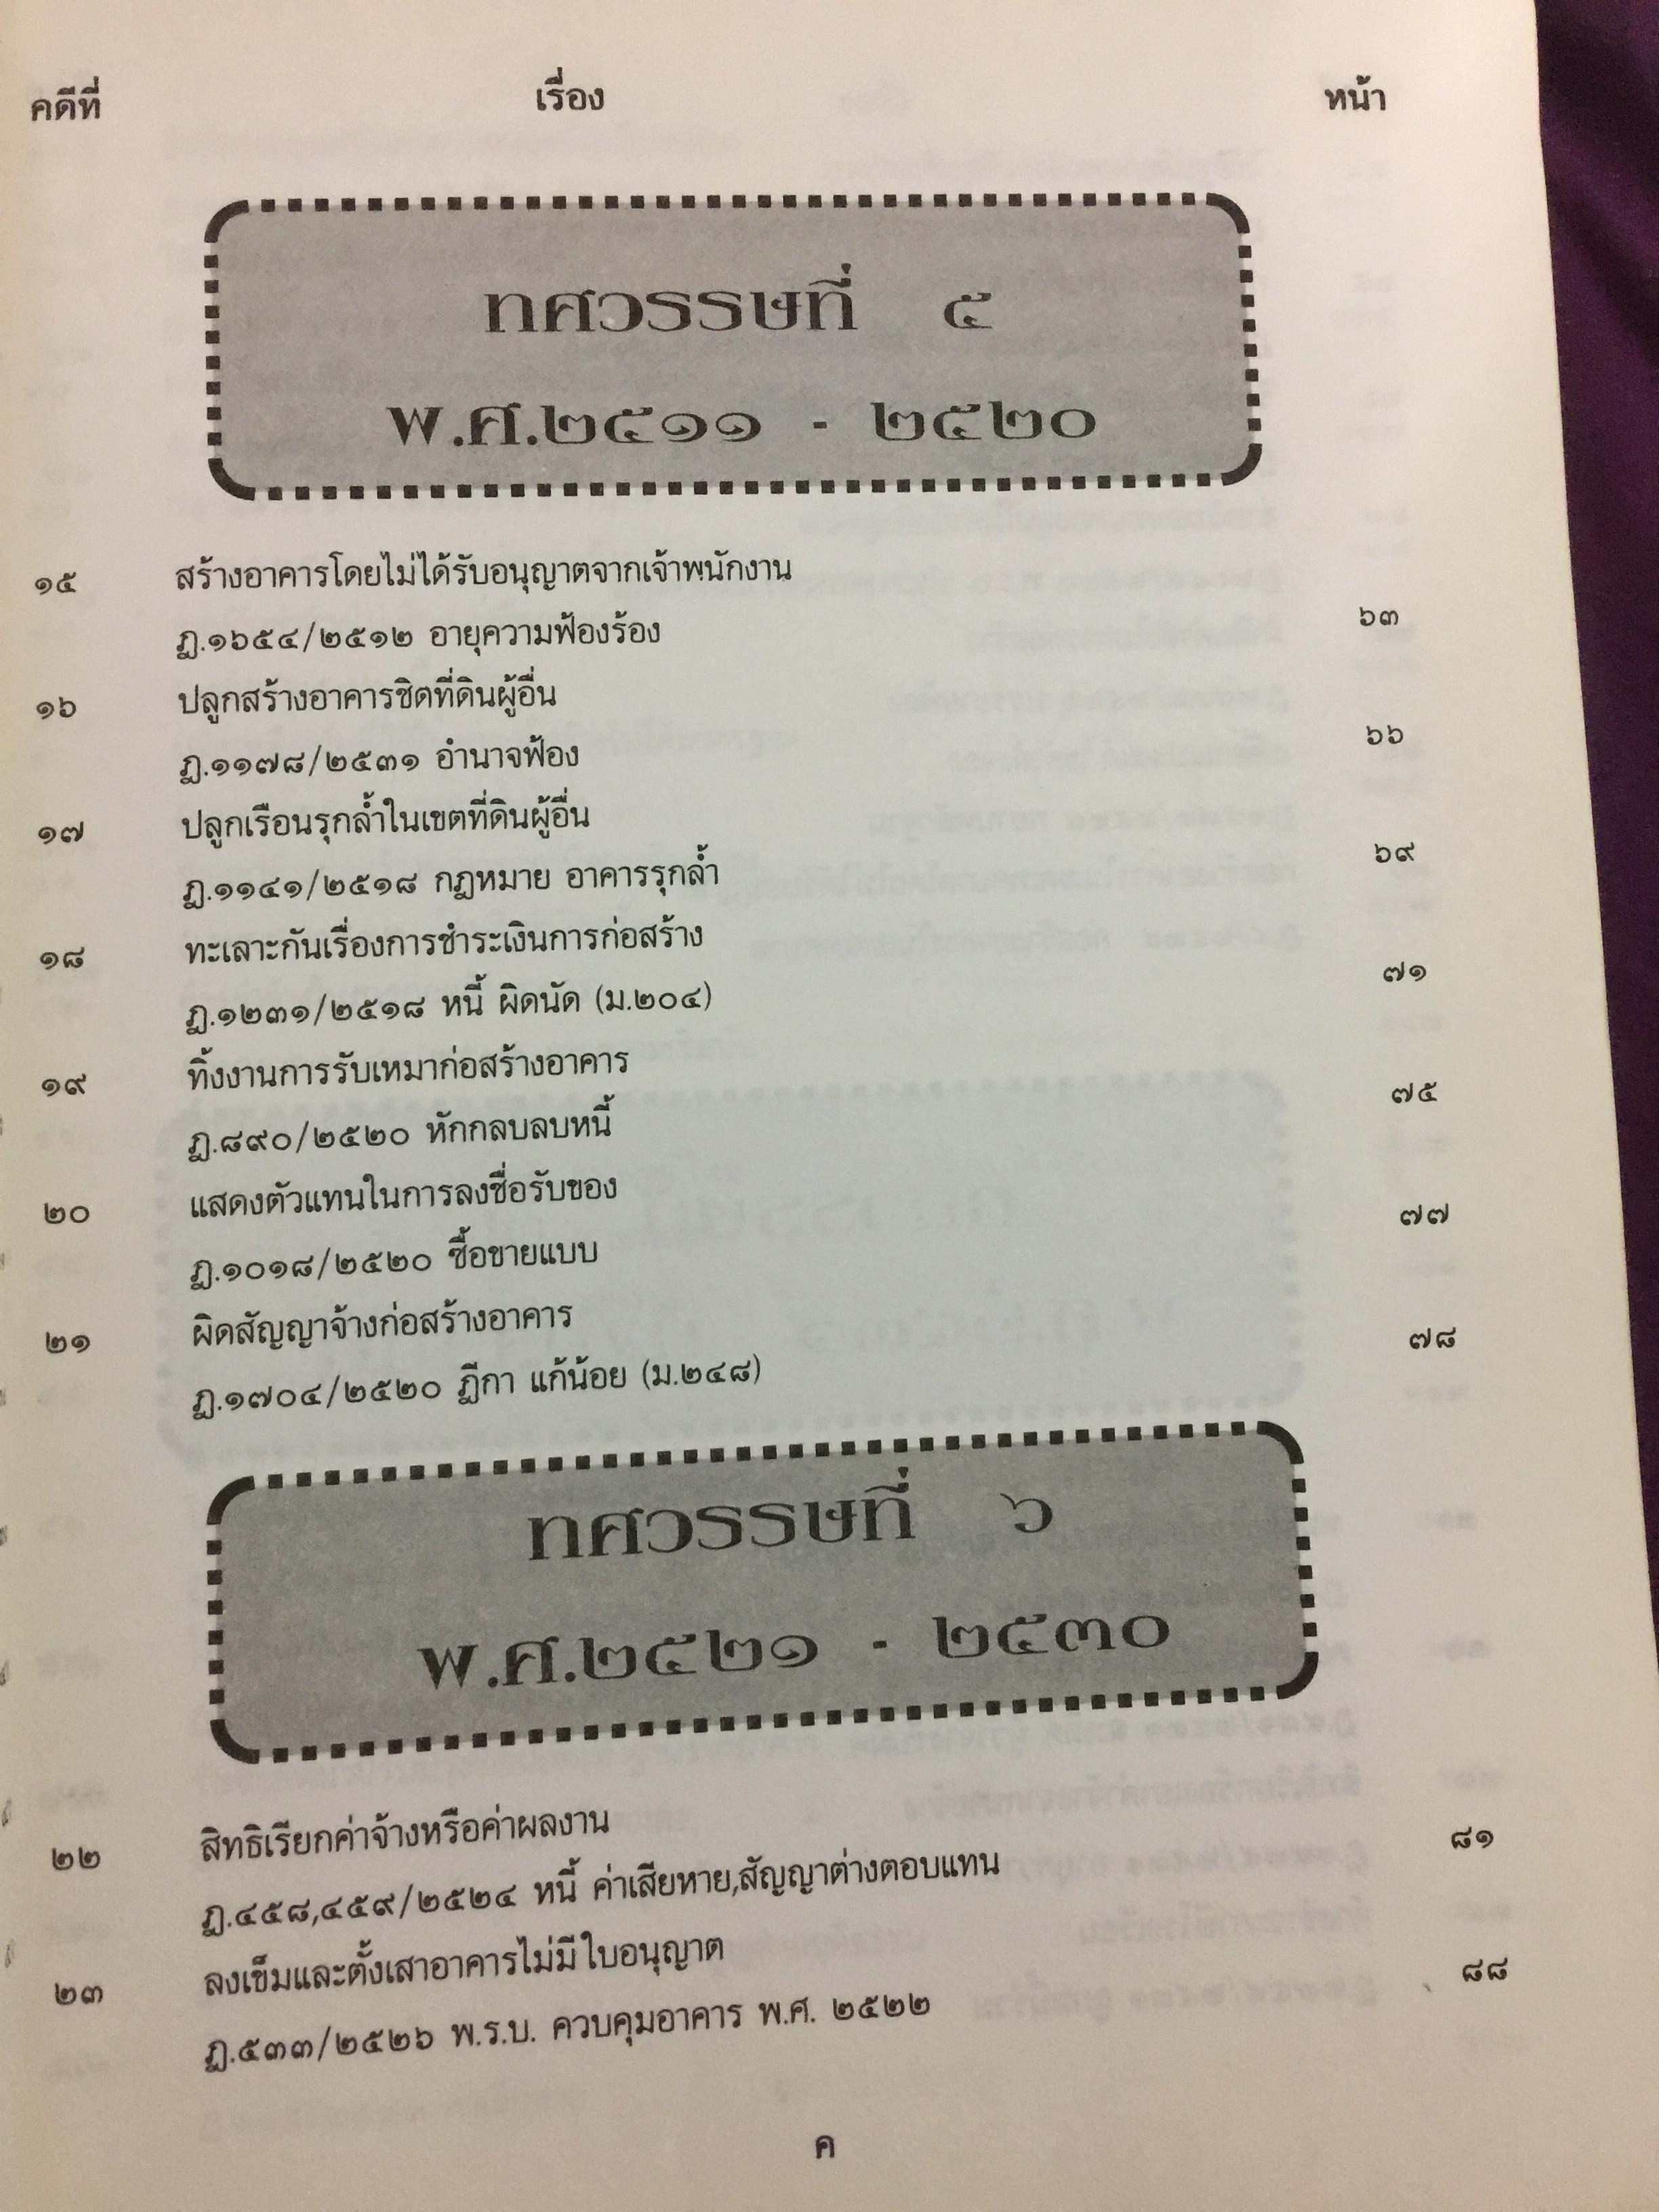 คดีที่ เรื่อง หน้า
ทศวรรษที่ ๕
พ.ศ.๒๕๑๑ - ๒๕๒๐
๑๕ สร้างอาคารโดยไม่ได้รับอนุญาตจากเจ้าพนักงาน
ฎ.๑๖๕๔/๒๕๑๒ อายุความฟ้องร้อง ๖๓
๑๖ ปลูกสร้างอาคารชิตที่ดินผู้อื่น
ฎ.๑๑๗๘/๒๕๓๑ อำนาจฟ้อง ๖๖
๑๗ ปลูกเรือนรุกล้ำในเขตที่ดินผู้อื่น
ฎ.๑๑๔๑/๒๕๑๘ กฎหมาย อาคารรุกล้ำ ๖๙
๑๘ ทะเลาะกันเรื่องการชำระเงินการก่อสร้าง
ฎ.๑๒๓๑/๒๕๑๘ หนี้ ผิดนัด (ม.๒๐๔) ๗๑
๑๙ ทิ้งงานการรับเหมาก่อสร้างอาคาร
ฎ.๘๙๐/๒๕๒๐ หักกลบลบหนี้ ๗๕
๒๐ แสดงตัวแทนในการลงชื่อรับของ
ฎ.๑๐๑๘/๒๕๒๐ ซื้อขายแบบ ๗๗
๒๑ ผิดสัญญาจ้างก่อสร้างอาคาร
ฎ.๑๗๐๔/๒๕๒๐ ฎีกา แก้น้อย (ม.๒๔๘) ๗๘
ทศวรรษที่ ๖
พ.ศ.๒๕๒๑ - ๒๕๓๐
๒๒ สิทธิเรียกค่าจ้างหรือค่าผลงาน
ฎ.๔๕๘,๔๕๙/๒๕๒๔ หนี้ ค่าเสียหาย,สัญญาต่างตอบแทน ๘๑
๒๓ ลงเข็มและตั้งเสาอาคารไม่มีใบอนุญาต
ฎ.๕๓๓/๒๕๒๖ พ.ร.บ. ควบคุมอาคาร พ.ศ. ๒๕๒๒ ๘๘
ค